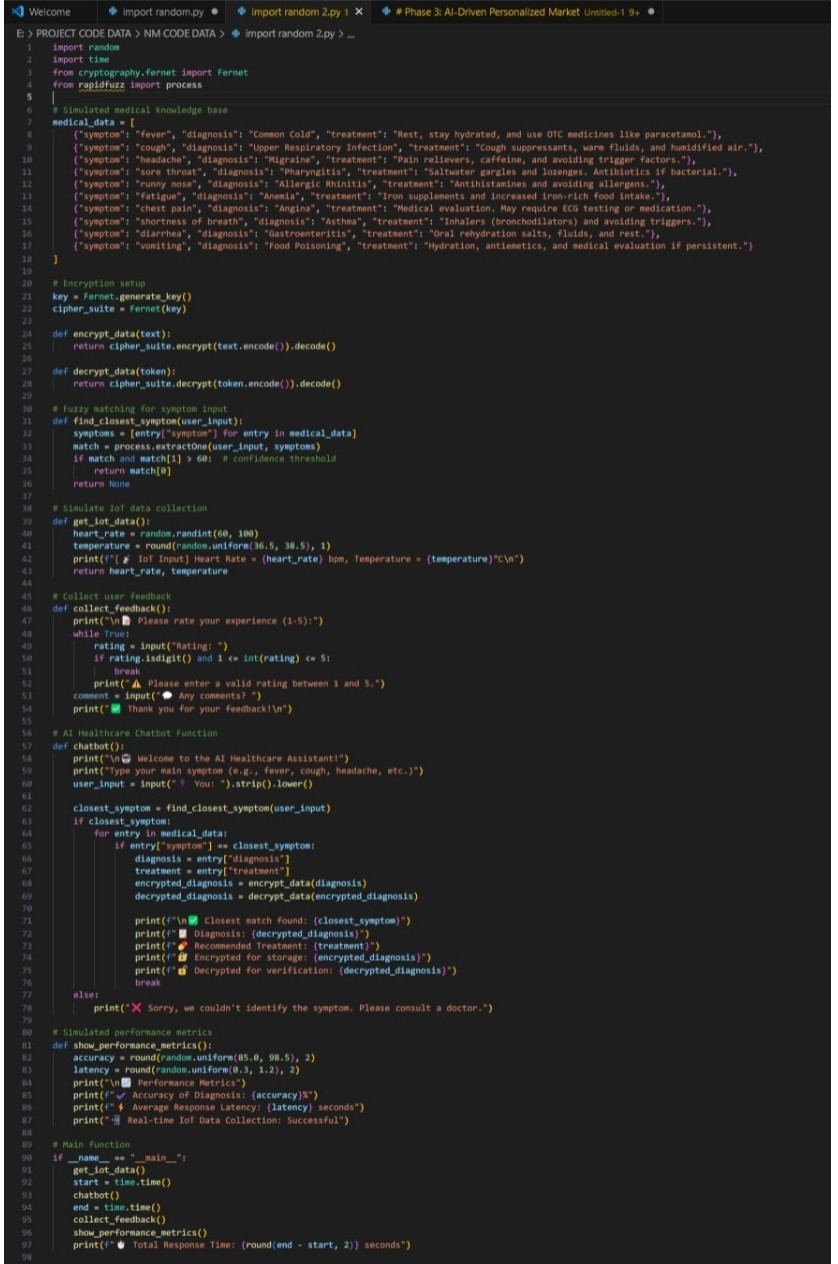 Welcome import random.py import random 2.py 1 # Phase 3: AI-Driven Personalized Market Untitled-1 9+
E: > PROJECT CODE DATA > NM CODE DATA > import random 2.py > ...
1 import random
2 import time
3 from cryptography.fernet import Fernet
4 from rapidfuzz import process
5
6 # Simulated medical knowledge base
7 medical_data = [
8 {"symptom": "fever", "diagnosis": "Common Cold", "treatment": "Rest, stay hydrated, and use OTC medicines like paracetamol."},
9 {"symptom": "cough", "diagnosis": "Upper Respiratory Infection", "treatment": "Cough suppressants, warm fluids, and humidified air."},
10 {"symptom": "headache", "diagnosis": "Migraine", "treatment": "Pain relievers, caffeine, and avoiding trigger factors."},
11 {"symptom": "sore throat", "diagnosis": "Pharyngitis", "treatment": "Saltwater gargles and lozenges. Antibiotics if bacterial."},
12 {"symptom": "runny nose", "diagnosis": "Allergic Rhinitis", "treatment": "Antihistamines and avoiding allergens."},
13 {"symptom": "fatigue", "diagnosis": "Anemia", "treatment": "Iron supplements and increased iron-rich food intake."},
14 {"symptom": "chest pain", "diagnosis": "Angina", "treatment": "Medical evaluation. May require ECG testing or medication."},
15 {"symptom": "shortness of breath", "diagnosis": "Asthma", "treatment": "Inhalers (bronchodilators) and avoiding triggers."},
16 {"symptom": "diarrhea", "diagnosis": "Gastroenteritis", "treatment": "Oral rehydration salts, fluids, and rest."},
17 {"symptom": "vomiting", "diagnosis": "Food Poisoning", "treatment": "Hydration, antiemetics, and medical evaluation if persistent."}
18 ]
19
20 # Encryption setup
21 key = Fernet.generate_key()
22 cipher_suite = Fernet(key)
23
24 def encrypt_data(text):
25 return cipher_suite.encrypt(text.encode()).decode()
26
27 def decrypt_data(token):
28 return cipher_suite.decrypt(token.encode()).decode()
29
30 # Fuzzy matching for symptom input
31 def find_closest_symptom(user_input):
32 symptoms = [entry["symptom"] for entry in medical_data]
33 match = process.extractOne(user_input, symptoms)
34 if match and match[1] > 60: # confidence threshold
35 return match[0]
36 return None
37
38 # Simulate IoT data collection
39 def get_iot_data():
40 heart_rate = random.randint(60, 100)
41 temperature = round(random.uniform(36.5, 38.5), 1)
42 print(f"[📡 IoT Input] Heart Rate = {heart_rate} bpm, Temperature = {temperature}°C\n")
43 return heart_rate, temperature
44
45 # Collect user feedback
46 def collect_feedback():
47 print("\n📝 Please rate your experience (1-5):")
48 while True:
49 rating = input("Rating: ")
50 if rating.isdigit() and 1 <= int(rating) <= 5:
51 break
52 print("⚠️ Please enter a valid rating between 1 and 5.")
53 comment = input("💬 Any comments? ")
54 print("✅ Thank you for your feedback!\n")
55
56 # AI Healthcare Chatbot Function
57 def chatbot():
58 print("\n🤖 Welcome to the AI Healthcare Assistant!")
59 print("Type your main symptom (e.g., fever, cough, headache, etc.)")
60 user_input = input(" You: ").strip().lower()
61
62 closest_symptom = find_closest_symptom(user_input)
63 if closest_symptom:
64 for entry in medical_data:
65 if entry["symptom"] == closest_symptom:
66 diagnosis = entry["diagnosis"]
67 treatment = entry["treatment"]
68 encrypted_diagnosis = encrypt_data(diagnosis)
69 decrypted_diagnosis = decrypt_data(encrypted_diagnosis)
70
71 print(f"\n✅ Closest match found: {closest_symptom}")
72 print(f"📋 Diagnosis: {decrypted_diagnosis}")
73 print(f"💊 Recommended Treatment: {treatment}")
74 print(f"🔐 Encrypted for storage: {encrypted_diagnosis}")
75 print(f"🔓 Decrypted for verification: {decrypted_diagnosis}")
76 break
77 else:
78 print("❌ Sorry, we couldn't identify the symptom. Please consult a doctor.")
79
80 # Simulated performance metrics
81 def show_performance_metrics():
82 accuracy = round(random.uniform(85.0, 98.5), 2)
83 latency = round(random.uniform(0.3, 1.2), 2)
84 print("\n📈 Performance Metrics")
85 print(f"✔️ Accuracy of Diagnosis: {accuracy}%")
86 print(f"⚡ Average Response Latency: {latency} seconds")
87 print("📲 Real-time IoT Data Collection: Successful")
88
89 # Main function
90 if __name__ == "__main__":
91 get_iot_data()
92 start = time.time()
93 chatbot()
94 end = time.time()
95 collect_feedback()
96 show_performance_metrics()
97 print(f"⏱ Total Response Time: {round(end - start, 2)} seconds")
98